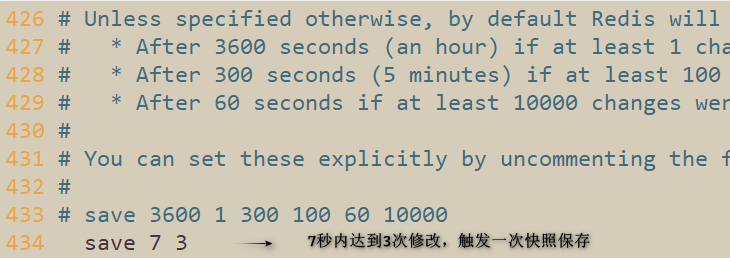 426 # Unless specified otherwise, by default Redis will
427 #   * After 3600 seconds (an hour) if at least 1 cha
428 #   * After 300 seconds (5 minutes) if at least 100
429 #   * After 60 seconds if at least 10000 changes wer
430 #
431 # You can set these explicitly by uncommenting the f
432 #
433 # save 3600 1 300 100 60 10000
434   save 7 3 → 7秒内达到3次修改，触发一次快照保存